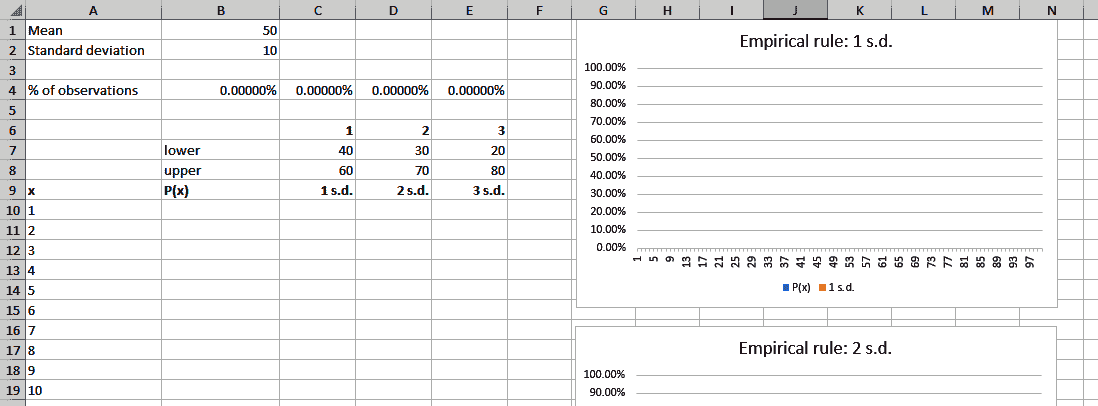 A B C D E F G H I J K L M N
1 Mean 50
2 Standard deviation 10
3
4 % of observations 0.00000% 0.00000% 0.00000% 0.00000%
5
6 1 2 3
7 lower 40 30 20
8 upper 60 70 80
9 x P(x) 1 s.d. 2 s.d. 3 s.d.
10 1
11 2
12 3
13 4
14 5
15 6
16 7
17 8
18 9
19 10
Empirical rule: 1 s.d.
100.00%
90.00%
80.00%
70.00%
60.00%
50.00%
40.00%
30.00%
20.00%
10.00%
0.00%
1 5 9 13 17 21 25 29 33 37 41 45 49 53 57 61 65 69 73 77 81 85 89 93 97
P(x) 1 s.d.
Empirical rule: 2 s.d.
100.00%
90.00%